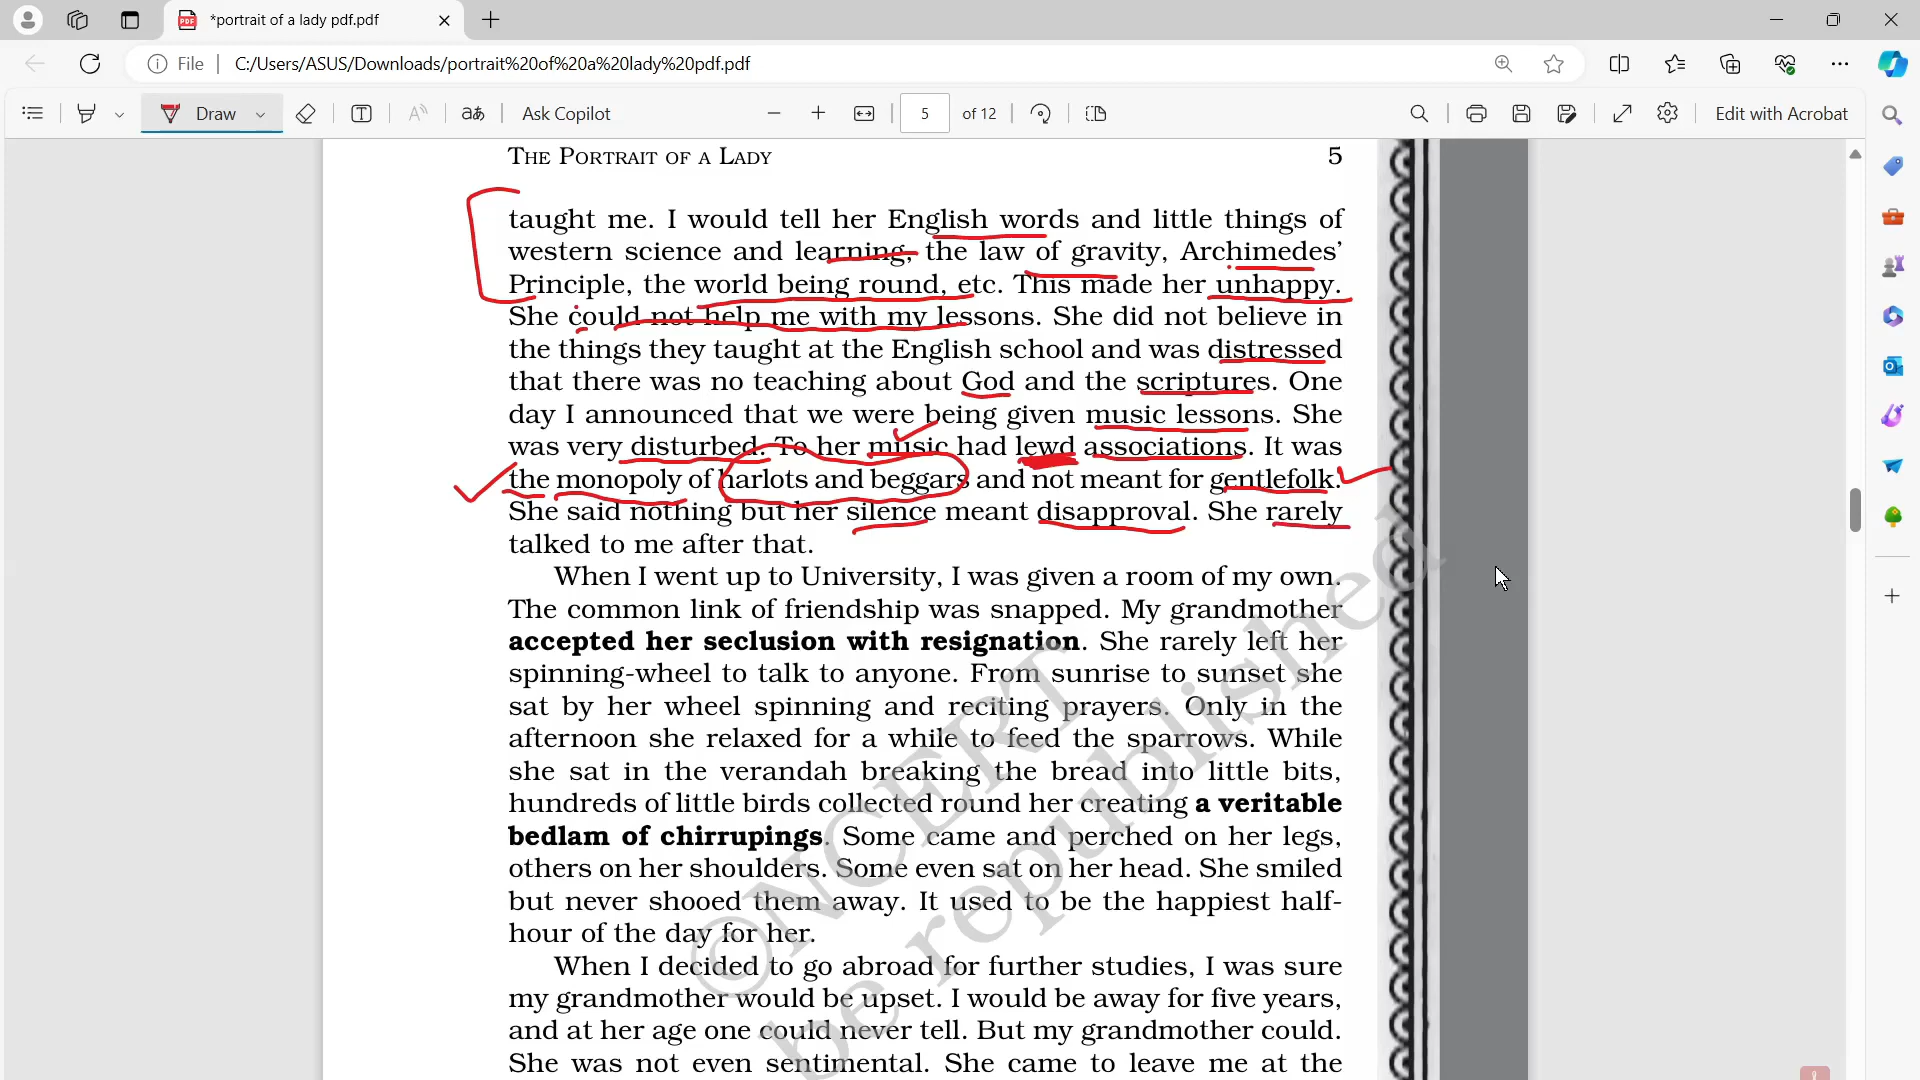 *portrait of a lady pdf.pdf
File C:/Users/ASUS/Downloads/portrait%20of%20a%20lady%20pdf.pdf
Draw T aあ Ask Copilot 5 of 12 Edit with Acrobat
THE PORTRAIT OF A LADY 5
taught me. I would tell her English words and little things of
western science and learning, the law of gravity, Archimedes’
Principle, the world being round, etc. This made her unhappy.
She could not help me with my lessons. She did not believe in
the things they taught at the English school and was distressed
that there was no teaching about God and the scriptures. One
day I announced that we were being given music lessons. She
was very disturbed. To her music had lewd associations. It was
the monopoly of harlots and beggars and not meant for gentlefolk.
She said nothing but her silence meant disapproval. She rarely
talked to me after that.
When I went up to University, I was given a room of my own.
The common link of friendship was snapped. My grandmother
accepted her seclusion with resignation. She rarely left her
spinning-wheel to talk to anyone. From sunrise to sunset she
sat by her wheel spinning and reciting prayers. Only in the
afternoon she relaxed for a while to feed the sparrows. While
she sat in the verandah breaking the bread into little bits,
hundreds of little birds collected round her creating a veritable
bedlam of chirrupings. Some came and perched on her legs,
others on her shoulders. Some even sat on her head. She smiled
but never shooed them away. It used to be the happiest half-
hour of the day for her.
When I decided to go abroad for further studies, I was sure
my grandmother would be upset. I would be away for five years,
and at her age one could never tell. But my grandmother could.
She was not even sentimental. She came to leave me at the
©NCERT
be republished